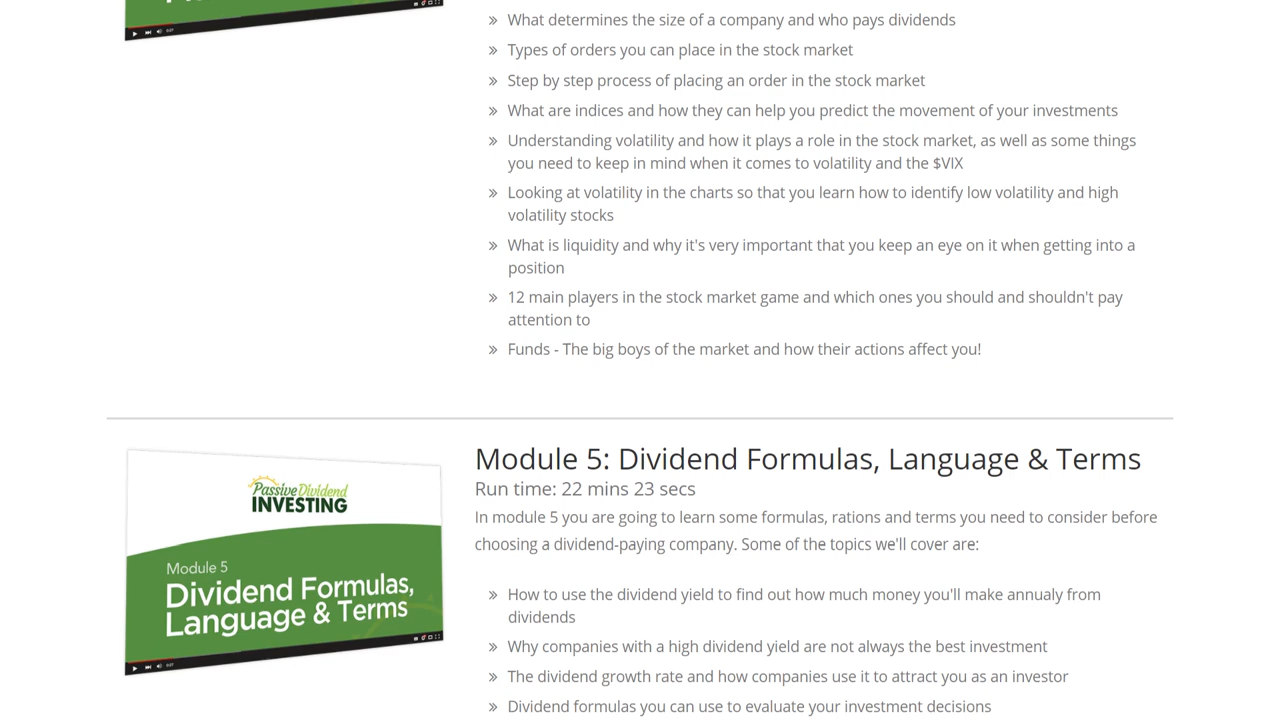 What determines the size of a company and who pays dividends
Types of orders you can place in the stock market
Step by step process of placing an order in the stock market
What are indices and how they can help you predict the movement of your investments
Understanding volatility and how it plays a role in the stock market, as well as some things
you need to keep in mind when it comes to volatility and the $VIX
Looking at volatility in the charts so that you learn how to identify low volatility and high
volatility stocks
What is liquidity and why it's very important that you keep an eye on it when getting into a
position
12 main players in the stock market game and which ones you should and shouldn't pay
attention to
Funds - The big boys of the market and how their actions affect you!
Passive Dividend
INVESTING
Module 5
Dividend Formulas,
Language & Terms
Module 5: Dividend Formulas, Language & Terms
Run time: 22 mins 23 secs
In module 5 you are going to learn some formulas, rations and terms you need to consider before
choosing a dividend-paying company. Some of the topics we'll cover are:
How to use the dividend yield to find out how much money you'll make annualy from
dividends
Why companies with a high dividend yield are not always the best investment
The dividend growth rate and how companies use it to attract you as an investor
Dividend formulas you can use to evaluate your investment decisions